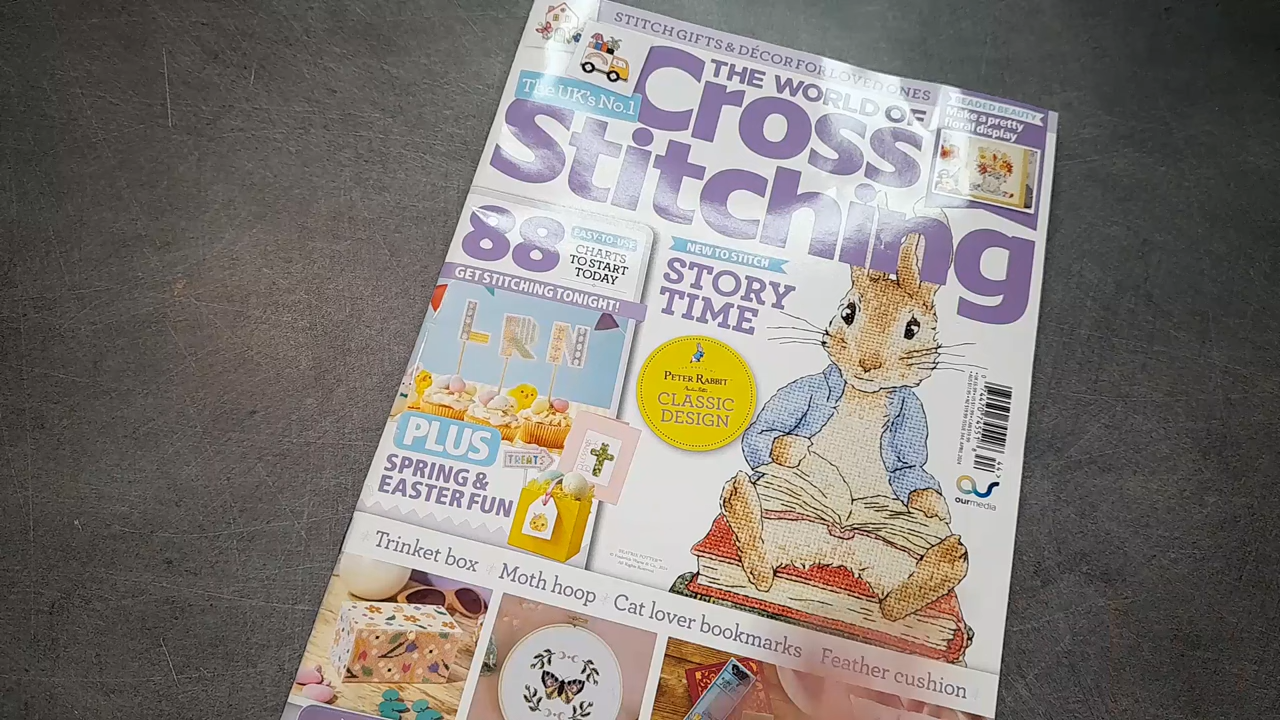 STITCH GIFTS & DÉCOR FOR LOVED ONES
The UK's No.1
THE WORLD OF
Cross
Stitching
BEADED BEAUTY
Make a pretty
floral display
88
EASY-TO-USE
CHARTS
TO START
TODAY
GET STITCHING TONIGHT!
L R N
NEW TO STITCH
STORY
TIME
PETER RABBIT
CLASSIC
DESIGN
PLUS
SPRING &
EASTER FUN
TREATS
ourmedia
BEATRIX POTTER™
Trinket box
Moth hoop
Cat lover bookmarks
Feather cushion